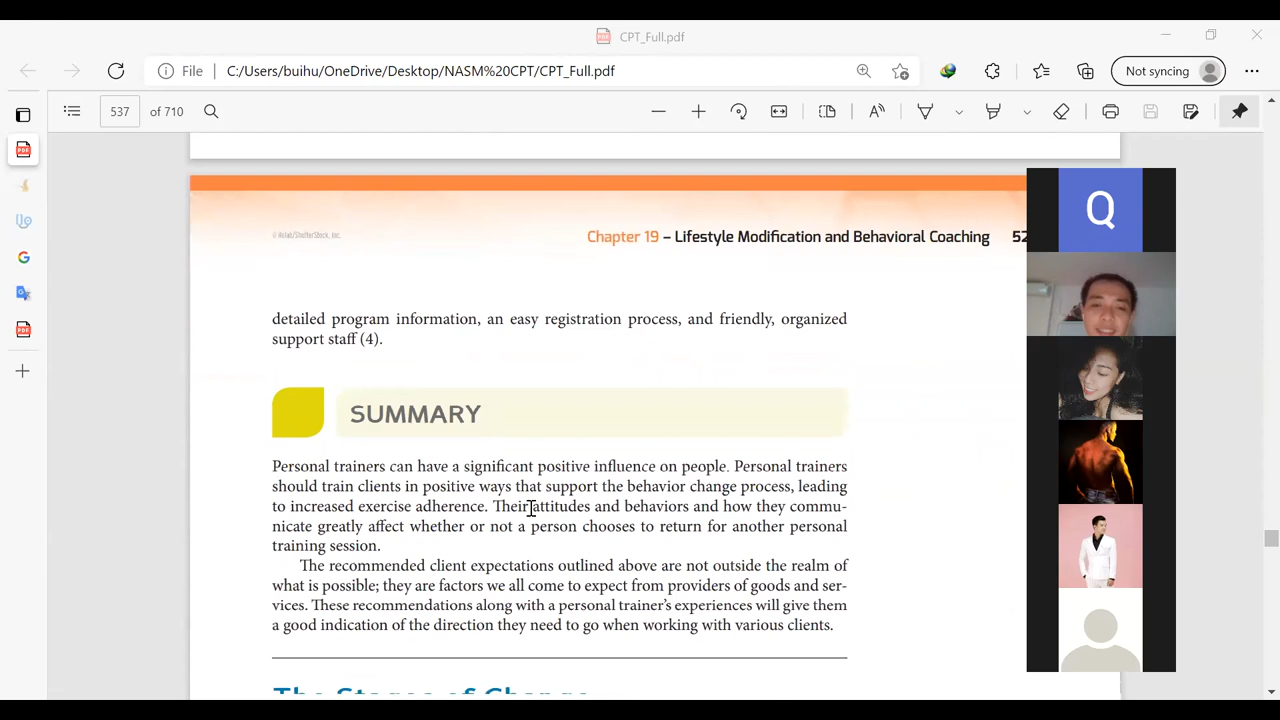 CPT_Full.pdf
File C:/Users/buihu/OneDrive/Desktop/NASM%20CPT/CPT_Full.pdf Not syncing
537 of 710
Chapter 19 – Lifestyle Modification and Behavioral Coaching 52
detailed program information, an easy registration process, and friendly, organized
support staff (4).
SUMMARY
Personal trainers can have a significant positive influence on people. Personal trainers
should train clients in positive ways that support the behavior change process, leading
to increased exercise adherence. Their attitudes and behaviors and how they commu-
nicate greatly affect whether or not a person chooses to return for another personal
training session.
The recommended client expectations outlined above are not outside the realm of
what is possible; they are factors we all come to expect from providers of goods and ser-
vices. These recommendations along with a personal trainer's experiences will give them
a good indication of the direction they need to go when working with various clients.
The Stages of Change
Q